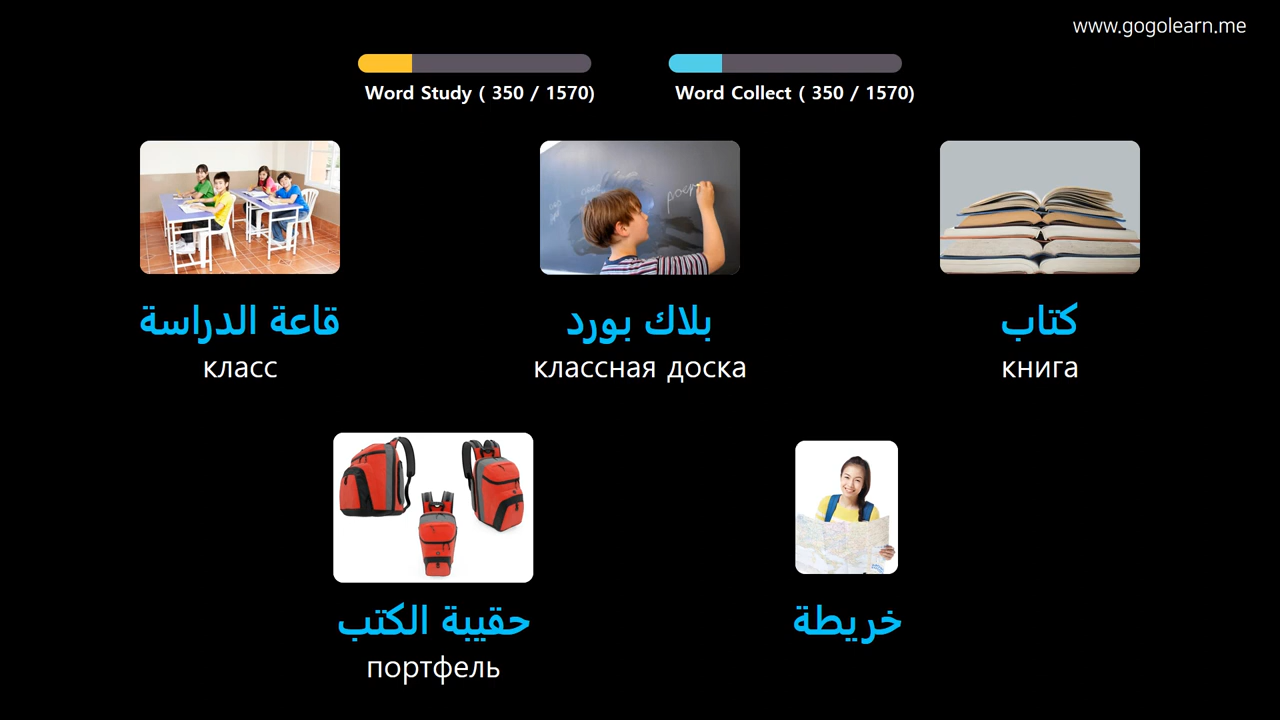 www.gogolearn.me
Word Study ( 350 / 1570)
Word Collect ( 350 / 1570)
قاعة الدراسة
класс
بلاك بورد
классная доска
كتاب
книга
حقيبة الكتب
портфель
خريطة